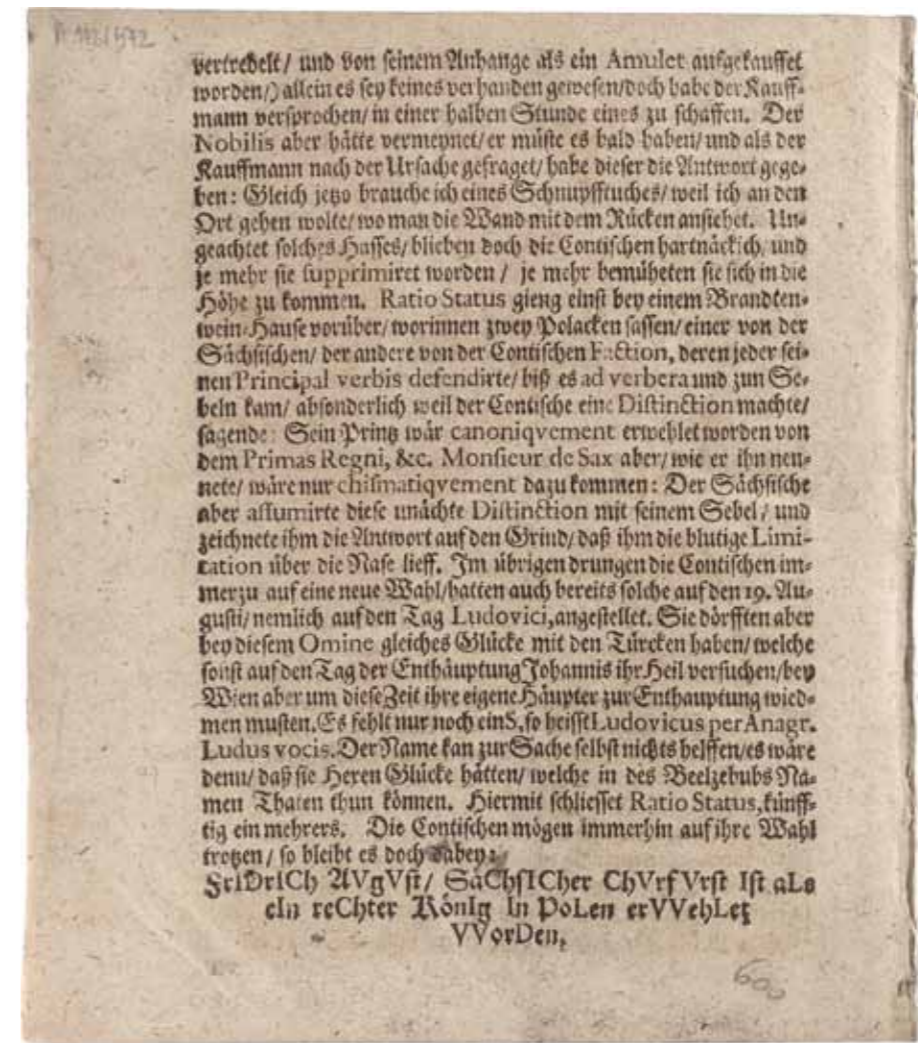 vertredelt / und von seinem Anhange als ein Amulet aufgekauffet
worden/) allein es sey keines verhanden gewesen/ doch habe der Kauff-
mann versprochen/ in einer halben Stunde eines zu schaffen. Der
Nobilis aber hätte vermeynet/ er müste es bald haben/ und als der
Kauffmann nach der Ursache gefraget/ habe dieser die Antwort gege-
ben: Gleich jetzo brauche ich eines Schnupfftuches/ weil ich an den
Ort gehen wolte/ wo man die Wand mit dem Rücken ansiehet. Un-
geachtet solches Hasses/ blieben doch die Contischen hartnäckich, und
je mehr sie supprimiret worden / je mehr bemüheten sie sich in die
Höhe zu kommen. Ratio Status gieng einst bey einem Brandten-
wein-Hause vorüber/ worinnen zwey Polacken sassen/ einer von der
Sächsischen/ der andere von der Contischen Faction, deren jeder sei-
nen Principal verbis defendirte/ biß es ad verbera und zun Se-
beln kam/ absonderlich weil der Contische eine Distinction machte/
sagende: Sein Printz wär canoniqvement erwehlet worden von
dem Primas Regni, &c. Monsieur de Sax aber/ wie er ihn nen-
nete/ wäre nur chismatiqvement dazu kommen: Der Sächsische
aber assumirte diese unächte Distinction mit seinem Sebel / und
zeichnete ihm die Antwort auf den Grind/ daß ihm die blutige Limi-
tation über die Nase lieff. Im übrigen drungen die Contischen im-
merzu auf eine neue Wahl/ hatten auch bereits solche auf den 19. Au-
gusti/ nemlich auf den Tag Ludovici, angestellet. Sie dörfften aber
bey diesem Omine gleiches Glücke mit den Türcken haben/ welche
sonst auf den Tag der Enthäuptung Johannis ihr Heil versuchen/ bey
Wien aber um diese Zeit ihre eigene Häupter zur Enthauptung wied-
men musten. Es fehlt nur noch ein S, so heisst Ludovicus per Anagr.
Ludus vocis. Der Name kan zur Sache selbst nichts helffen/ es wäre
denn/ daß sie Heren Glücke hätten/ welche in des Beelzebubs Na-
men Thaten thun können. Hiermit schliesset Ratio Status, künff-
tig ein mehrers. Die Contischen mögen immerhin auf ihre Wahl
trotzen / so bleibt es doch dabey:
FrIDrICh AVgVst/ SäChsICher ChVrfVrst Ist aLs
eIn reChter KönIg In PoLen erVVehLet
VVorDen.
600